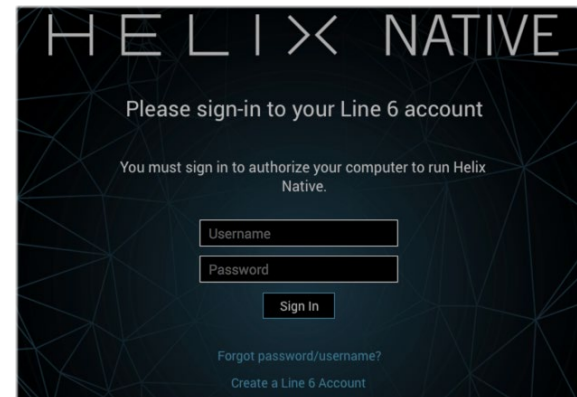 HELIX NATIVE
Please sign-in to your Line 6 account
You must sign in to authorize your computer to run Helix
Native.
Username
Password
Sign In
Forgot password/username?
Create a Line 6 Account